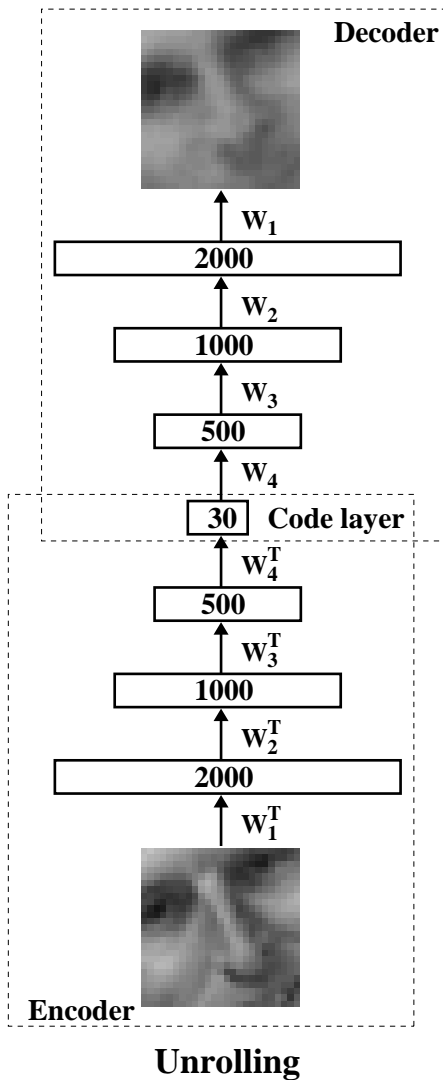 Decoder
W₁
2000
W₂
1000
W₃
500
W₄
30 Code layer
W₄ᵀ
500
W₃ᵀ
1000
W₂ᵀ
2000
W₁ᵀ
Encoder
Unrolling